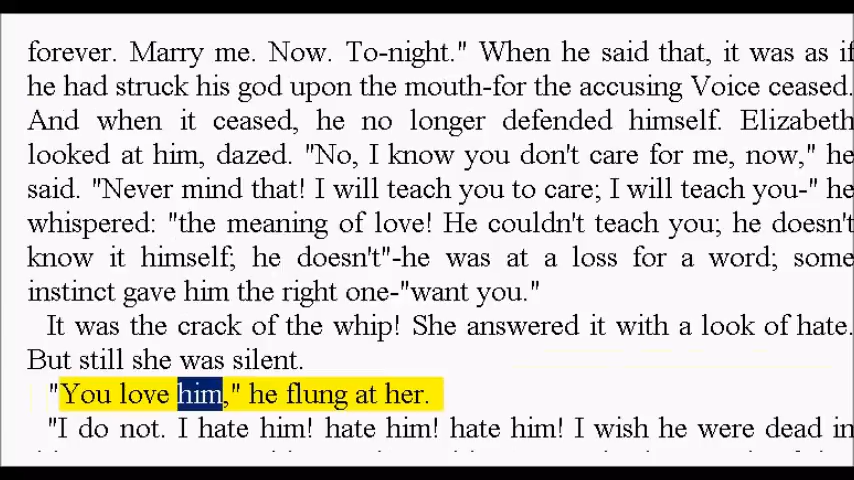 forever. Marry me. Now. To-night." When he said that, it was as if
he had struck his god upon the mouth-for the accusing Voice ceased.
And when it ceased, he no longer defended himself. Elizabeth
looked at him, dazed. "No, I know you don't care for me, now," he
said. "Never mind that! I will teach you to care; I will teach you-" he
whispered: "the meaning of love! He couldn't teach you; he doesn't
know it himself; he doesn't"-he was at a loss for a word; some
instinct gave him the right one-"want you."
It was the crack of the whip! She answered it with a look of hate.
But still she was silent.
"You love him," he flung at her.
"I do not. I hate him! hate him! hate him! I wish he were dead in